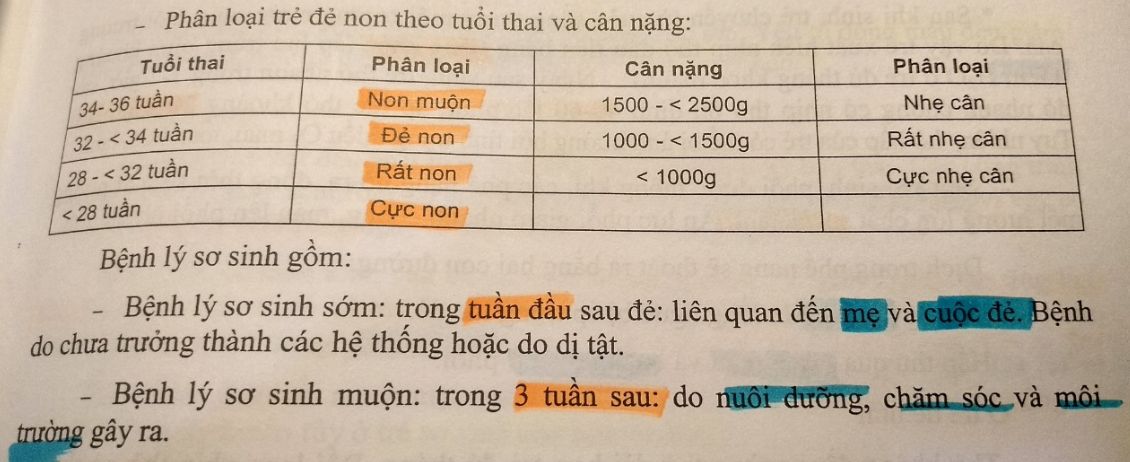 - Phân loại trẻ đẻ non theo tuổi thai và cân nặng:
Tuổi thai Phân loại Cân nặng Phân loại
34- 36 tuần Non muộn 1500 - < 2500g Nhẹ cân
32 - < 34 tuần Đẻ non 1000 - < 1500g Rất nhẹ cân
28 - < 32 tuần Rất non < 1000g Cực nhẹ cân
< 28 tuần Cực non
Bệnh lý sơ sinh gồm:
- Bệnh lý sơ sinh sớm: trong tuần đầu sau đẻ: liên quan đến mẹ và cuộc đẻ. Bệnh
do chưa trưởng thành các hệ thống hoặc do dị tật.
- Bệnh lý sơ sinh muộn: trong 3 tuần sau: do nuôi dưỡng, chăm sóc và môi
trường gây ra.